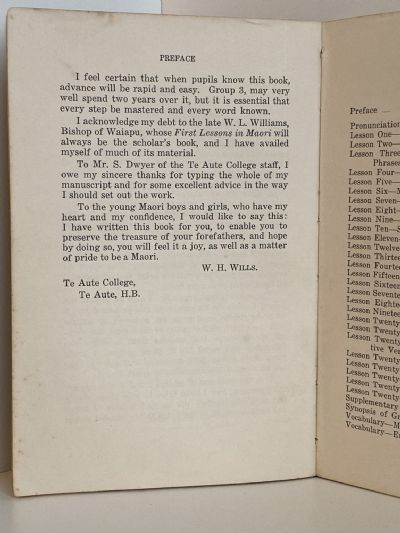 PREFACE
I feel certain that when pupils know this book,
advance will be rapid and easy. Group 3, may very
well spend two years over it, but it is essential that
every step be mastered and every word known.
I acknowledge my debt to the late W. L. Williams,
Bishop of Waiapu, whose First Lessons in Maori will
always be the scholar's book, and I have availed
myself of much of its material.
To Mr. S. Dwyer of the Te Aute College staff, I
owe my sincere thanks for typing the whole of my
manuscript and for some excellent advice in the way
I should set out the work.
To the young Maori boys and girls, who have my
heart and my confidence, I would like to say this:
I have written this book for you, to enable you to
preserve the treasure of your forefathers, and hope
by doing so, you will feel it a joy, as well as a matter
of pride to be a Maori.
W. H. WILLS.
Te Aute College,
Te Aute, H.B.
Preface —
Pronunciation
Lesson One—
Lesson Two—
Lesson Three
Phrases
Lesson Four—
Lesson Five—
Lesson Six—
Lesson Seven—
Lesson Eight—
Lesson Nine—
Lesson Ten—
Lesson Eleven
Lesson Twelve
Lesson Thirteen
Lesson Fourteen
Lesson Fifteen
Lesson Sixteen
Lesson Seventee
Lesson Eightee
Lesson Ninetee
Lesson Twenty
Lesson Twenty
Lesson Twenty
tive Ver
Lesson Twenty
Lesson Twenty
Lesson Twenty
Lesson Twenty
Lesson Twenty
Supplementary
Synopsis of Gr
Vocabulary—M
Vocabulary—E